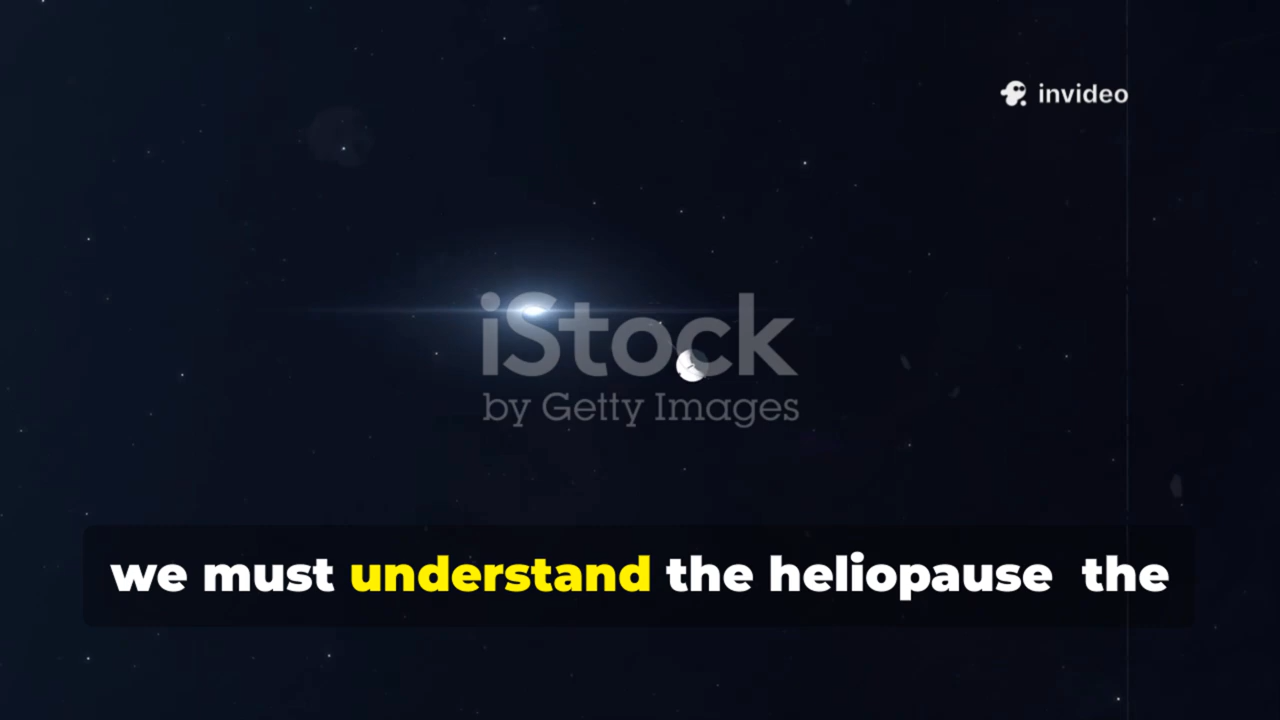 invideo
iStock
by Getty Images
we must understand the heliopause the